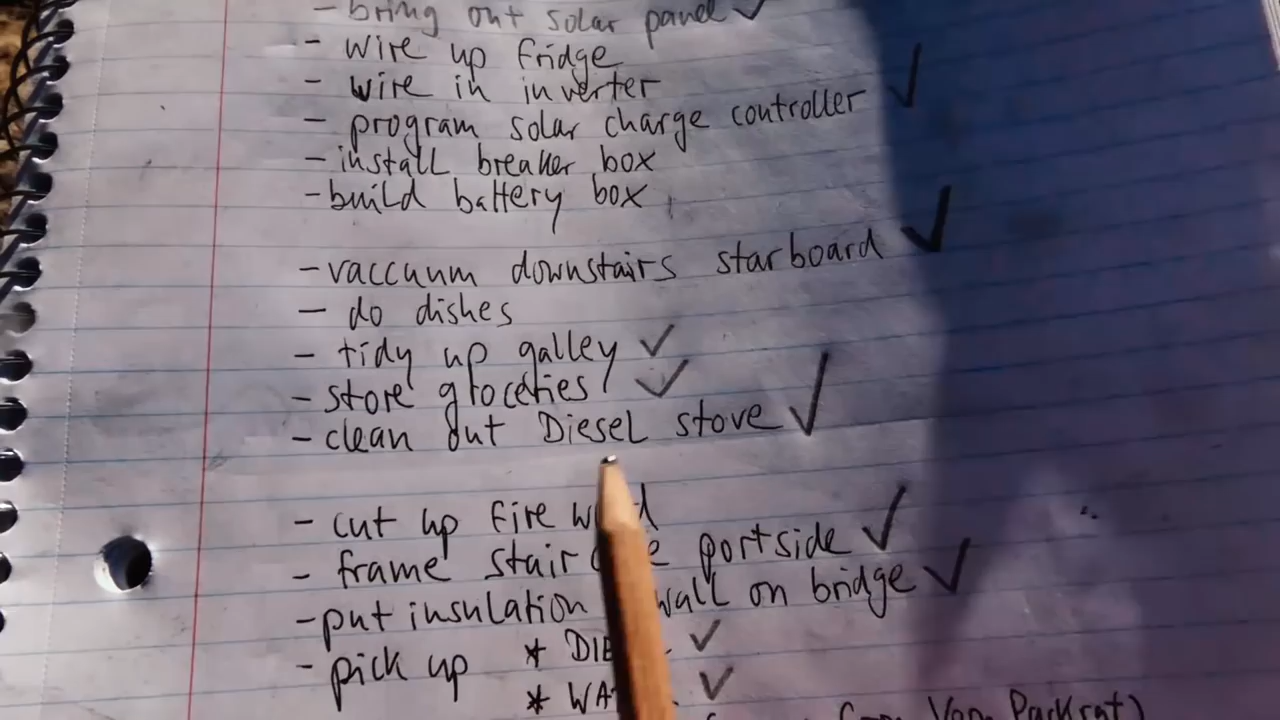 - bring out solar panel ✓
- wire up fridge
- wire in inverter
- program solar charge controller ✓
- install breaker box
- build battery box
- vaccuum downstairs starboard ✓
- do dishes
- tidy up galley ✓
- store groceries ✓
- clean out Diesel stove ✓
- cut up fire
- frame portside ✓
- put insulation wall on bridge ✓
- pick up * ✓
* ✓
Packrat)